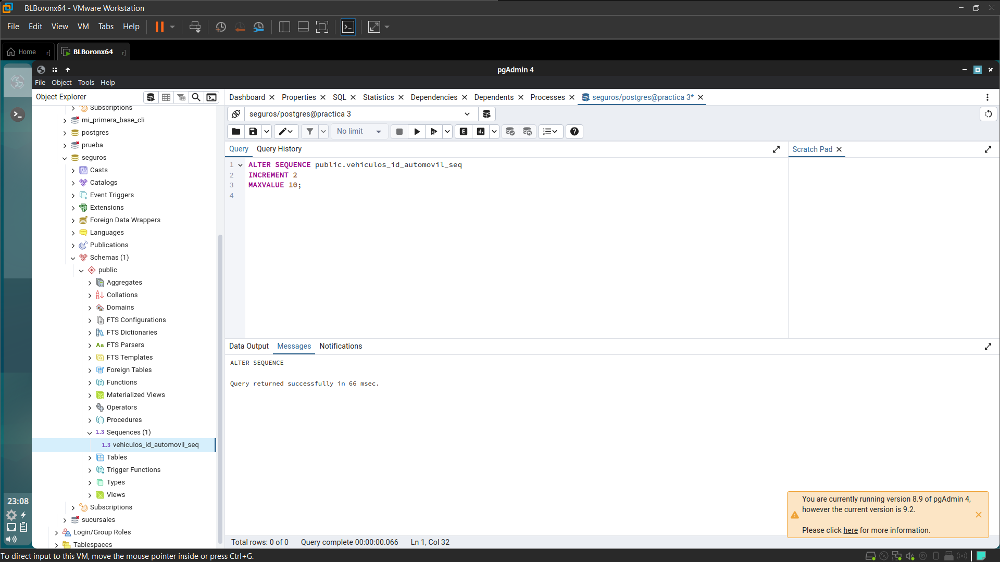 BLBoronx64 - VMware Workstation
File Edit View VM Tabs Help
Home
BLBoronx64
pgAdmin 4
File Object Tools Help
Object Explorer
Dashboard
Properties
SQL
Statistics
Dependencies
Dependents
Processes
seguros/postgres@practica 3*
Subscriptions
mi_primera_base_cli
postgres
prueba
seguros
Casts
Catalogs
Event Triggers
Extensions
Foreign Data Wrappers
Languages
Publications
Schemas (1)
public
Aggregates
Collations
Domains
FTS Configurations
FTS Dictionaries
Aa FTS Parsers
FTS Templates
Foreign Tables
Functions
Materialized Views
Operators
Procedures
1..3 Sequences (1)
1..3 vehiculos_id_automovil_seq
Tables
Trigger Functions
Types
Views
Subscriptions
sucursales
Login/Group Roles
Tablespaces
seguros/postgres@practica 3
No limit
E
Query
Query History
Scratch Pad
1 ALTER SEQUENCE public.vehiculos_id_automovil_seq
2 INCREMENT 2
3 MAXVALUE 10;
4
Data Output
Messages
Notifications
ALTER SEQUENCE
Query returned successfully in 66 msec.
You are currently running version 8.9 of pgAdmin 4,
however the current version is 9.2.
Please click here for more information.
Total rows: 0 of 0
Query complete 00:00:00.066
Ln 1, Col 32
23:08
To direct input to this VM, move the mouse pointer inside or press Ctrl+G.